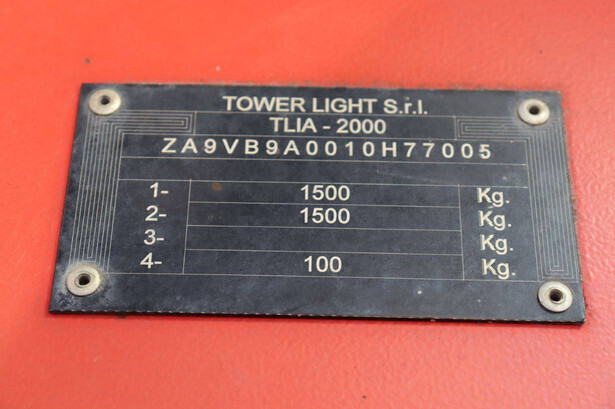 TOWER LIGHT S.r.l.
TLIA - 2000
ZA9VB9A0010H77005
1- 1500 Kg.
2- 1500 Kg.
3- Kg.
4- 100 Kg.